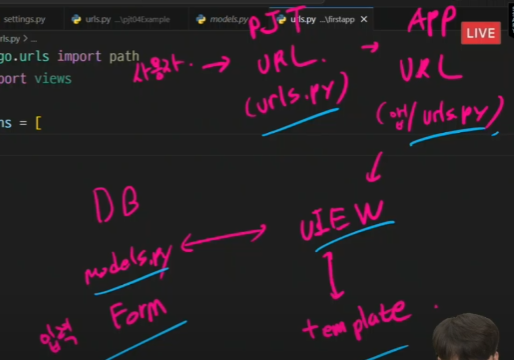 settings.py
urls.py ...\pjt04Example
models.py
urls.py ...\firstapp
urls.py > ...
go.urls import path
port views
ns = [
LIVE
사용자. → PJT URL. (urls.py) → APP URL (앱/urls.py)
VIEW
DB
models.py
Form
입력
template